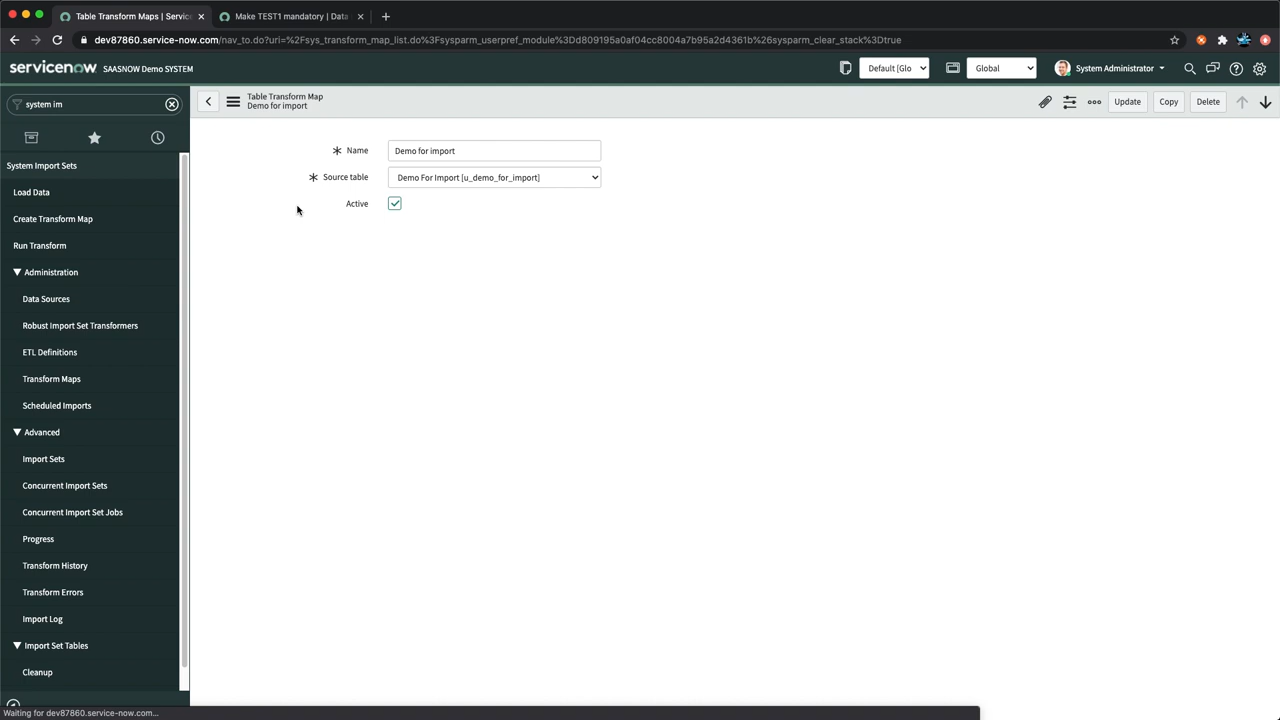 Table Transform Maps | Servic
Make TEST1 mandatory | Data
dev87860.service-now.com/nav_to.do?uri=%2Fsys_transform_map_list.do%3Fsysparm_userpref_module%3Dd809195a0af04cc8004a7b95a2d4361b%26sysparm_clear_stack%3Dtrue
servicenow SAASNOW Demo SYSTEM
Default [Glo
Global
System Administrator
system im
Table Transform Map
Demo for import
Update
Copy
Delete
Name
Demo for import
Source table
Demo For Import [u_demo_for_import]
Active
System Import Sets
Load Data
Create Transform Map
Run Transform
Administration
Data Sources
Robust Import Set Transformers
ETL Definitions
Transform Maps
Scheduled Imports
Advanced
Import Sets
Concurrent Import Sets
Concurrent Import Set Jobs
Progress
Transform History
Transform Errors
Import Log
Import Set Tables
Cleanup
Waiting for dev87860.service-now.com...